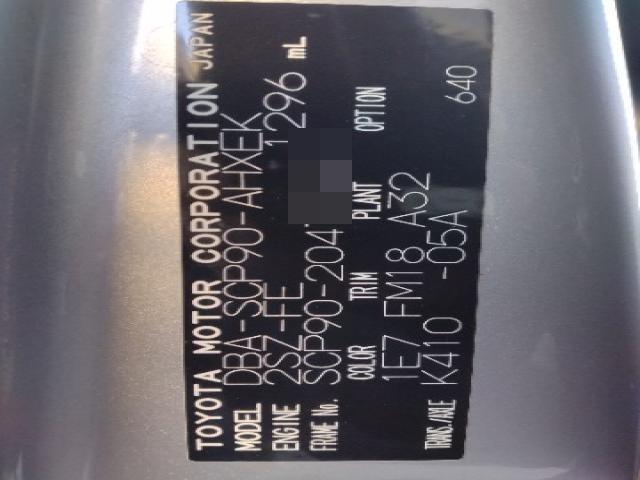 TOYOTA MOTOR CORPORATION JAPAN
MODEL DBA-SCP90-AHXEK
ENGINE 2SZ-FE 1296 mL
FRAME No. SCP90-204
COLOR TRIM PLANT OPTION
1E7 FM18 A32
TRANS./AXLE K410 -05A 640